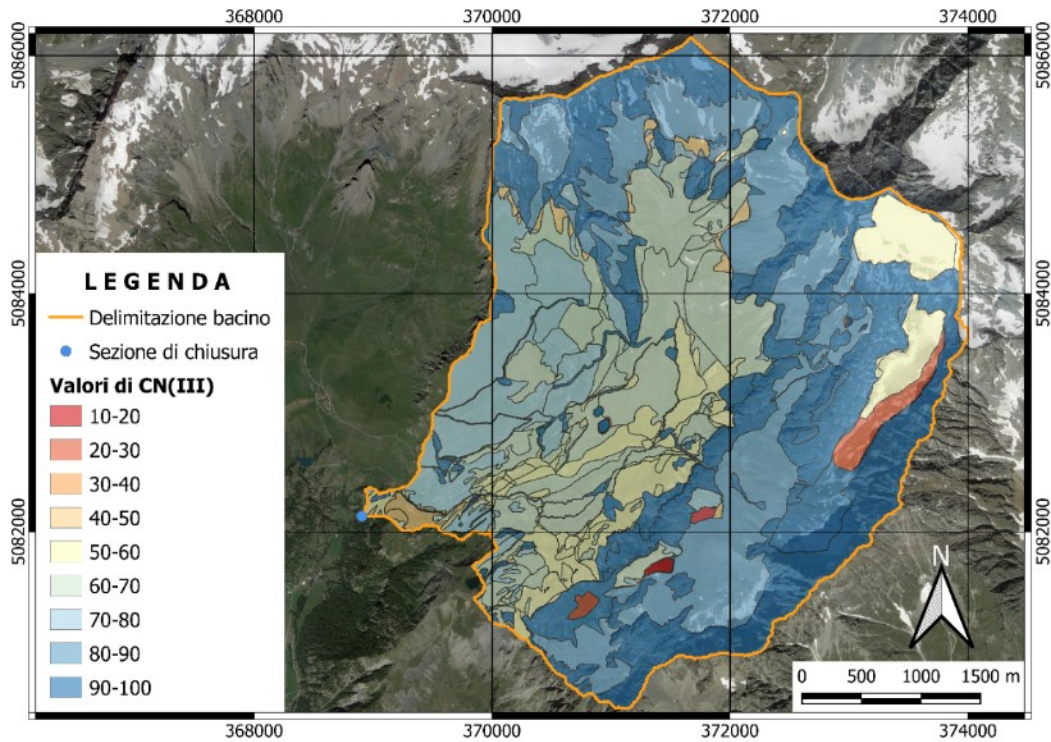 368000 370000 372000 374000
5086000 5086000
5084000 5084000
5082000 5082000
LEGENDA
Delimitazione bacino
Sezione di chiusura
Valori di CN(III)
10-20
20-30
30-40
40-50
50-60
60-70
70-80
80-90
90-100
N
0 500 1000 1500 m
368000 370000 372000 374000